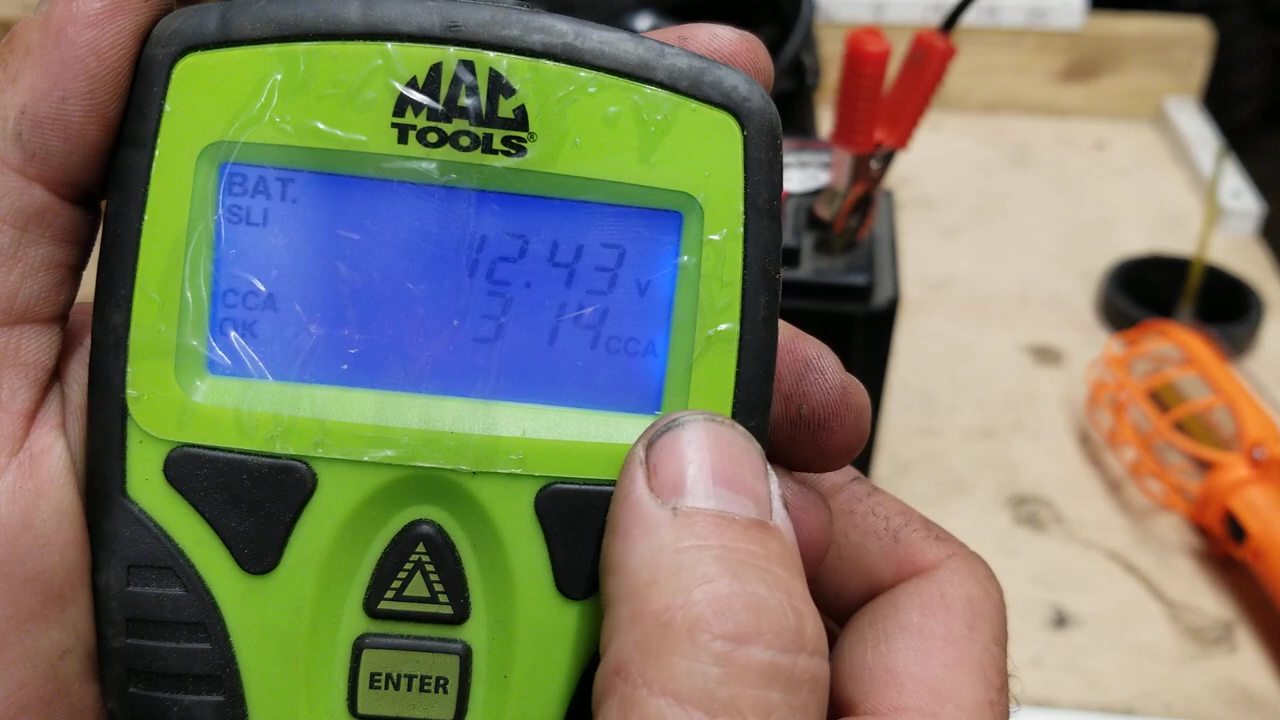 MAC
TOOLS®
BAT.
SLI
12.43 V
CCA
OK
314 CCA
ENTER